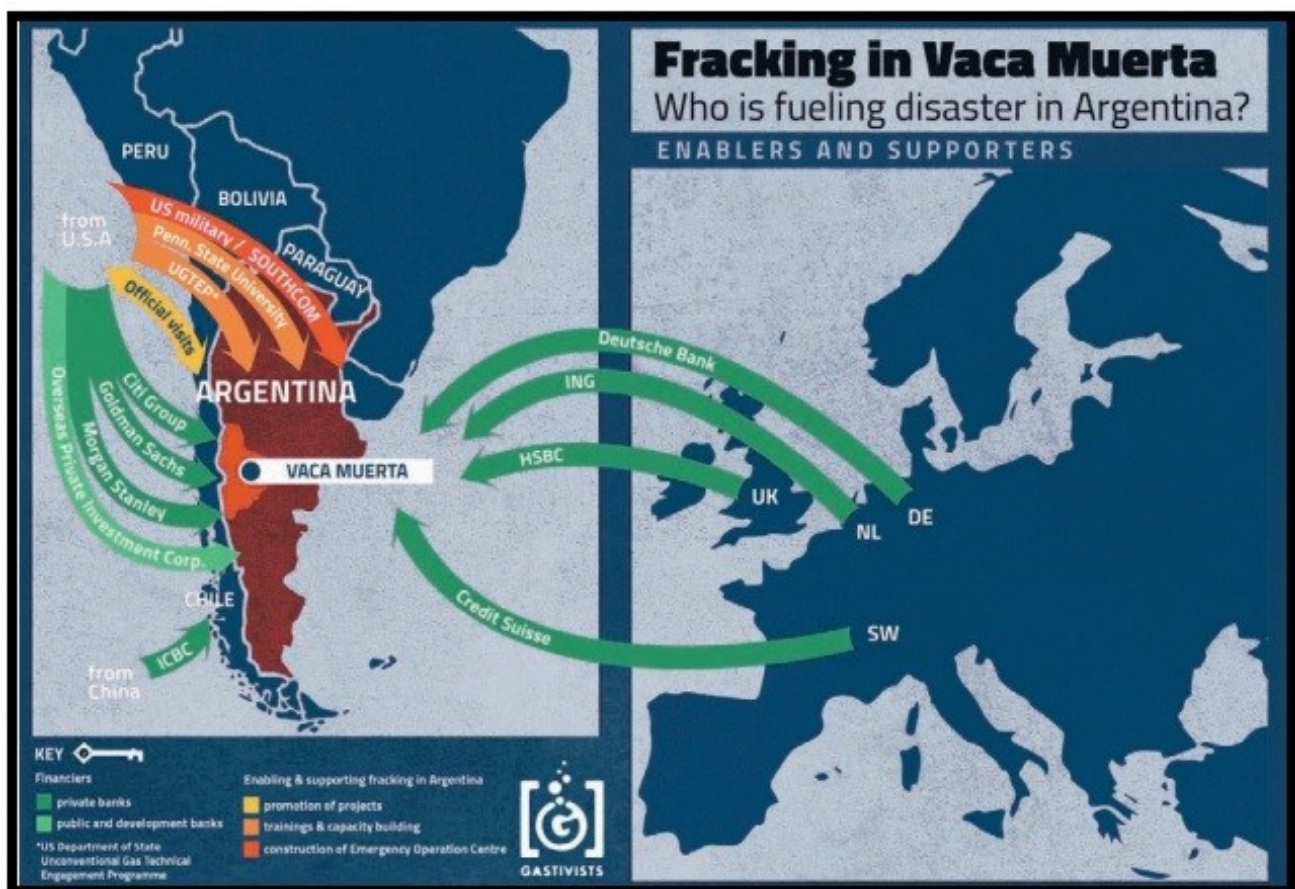 Fracking in Vaca Muerta
Who is fueling disaster in Argentina?
ENABLERS AND SUPPORTERS
PERU
BOLIVIA
PARAGUAY
from
U.S.A
US military / SOUTHCOM
Penn. State University
UGTEP*
Official visits
ARGENTINA
Citi Group
Goldman Sachs
Morgan Stanley
Overseas Private Investment Corp.
VACA MUERTA
CHILE
ICBC
from
China
Deutsche Bank
ING
HSBC
Credit Suisse
UK
NL
DE
SW
KEY
Financiers
private banks
public and development banks
*US Department of State
Unconventional Gas Technical
Engagement Programme
Enabling & supporting fracking in Argentina
promotion of projects
trainings & capacity building
construction of Emergency Operation Centre
G
GASTIVISTS